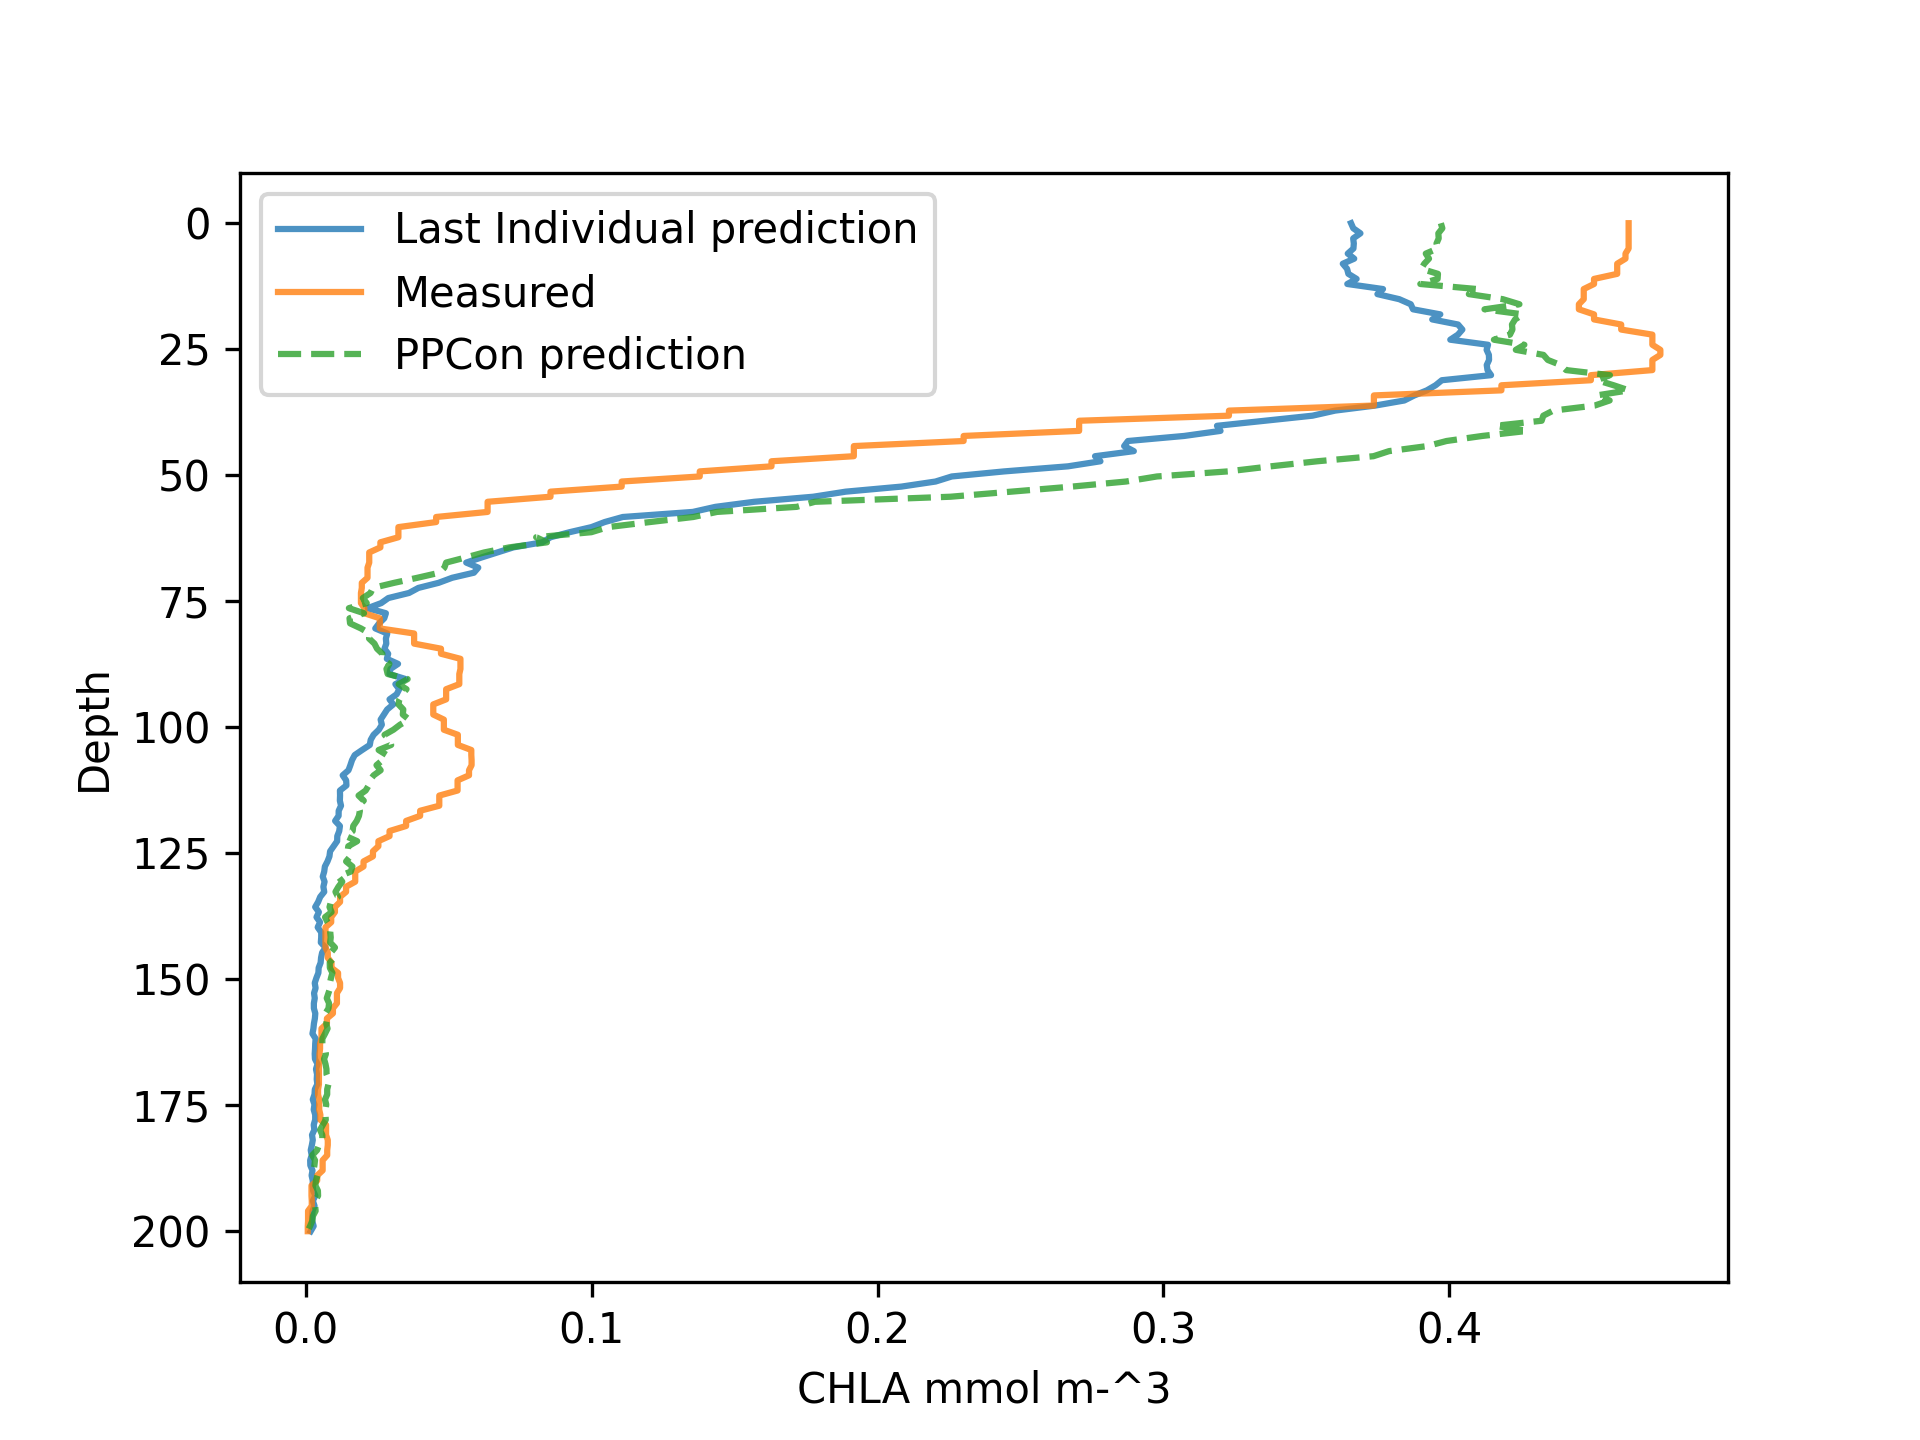 Last Individual prediction
Measured
PPCon prediction
0
25
50
75
100
125
150
175
200
Depth
0.0 0.1 0.2 0.3 0.4
CHLA mmol m-^3